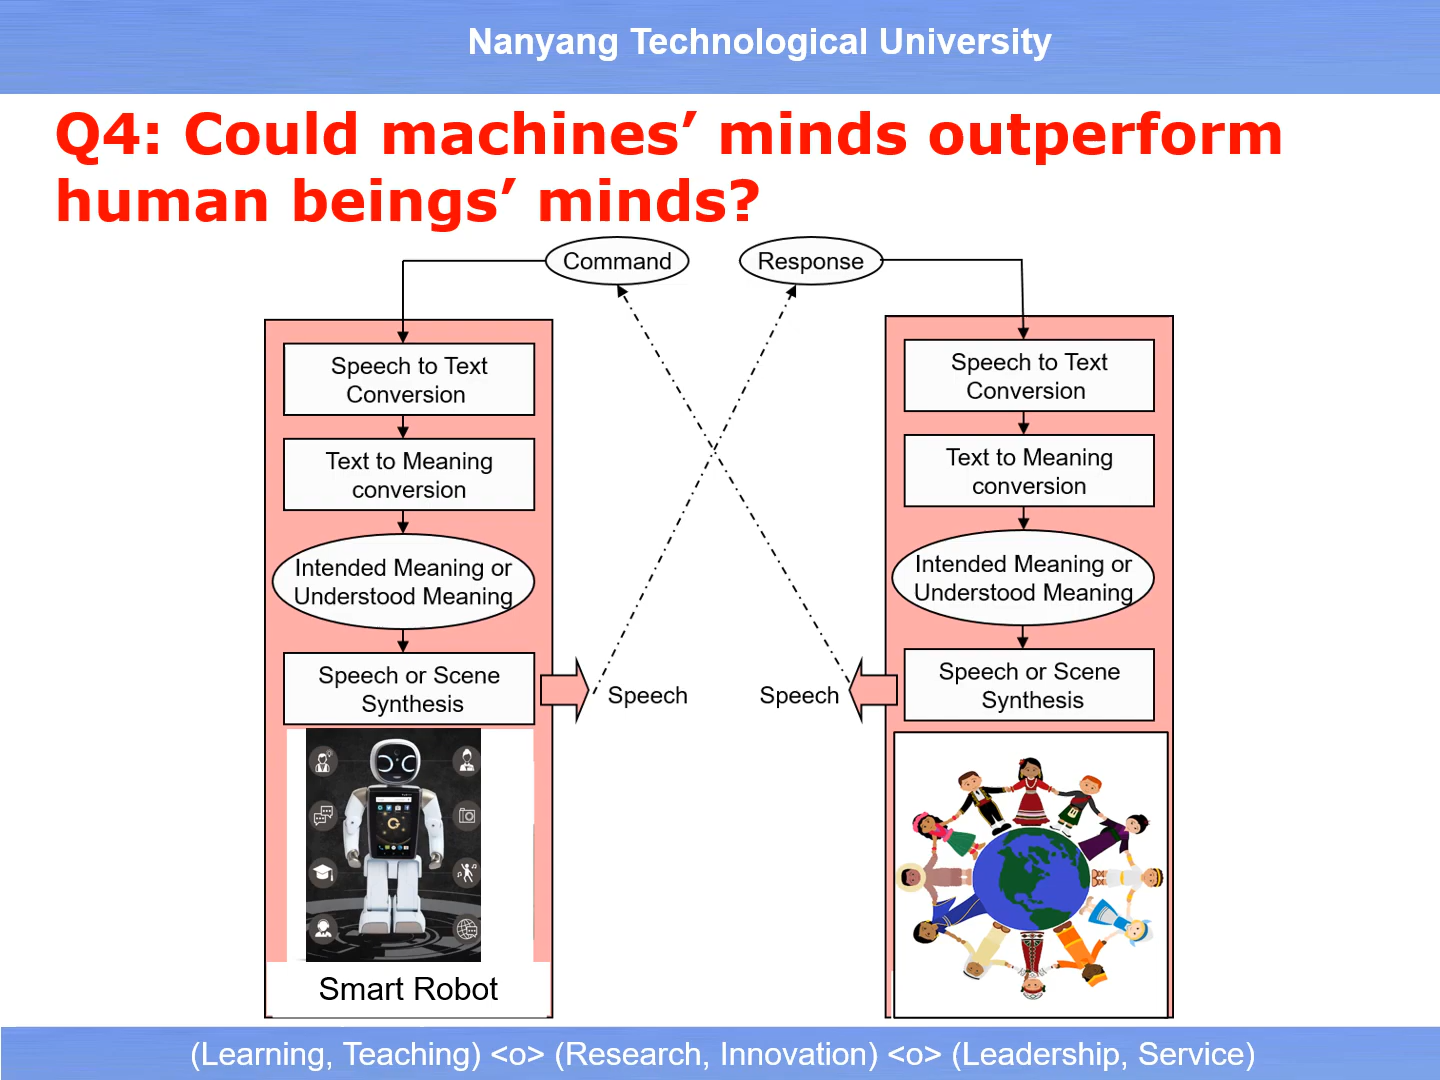 Nanyang Technological University
Q4: Could machines’ minds outperform
human beings’ minds?
Command
Response
Speech to Text
Conversion
Text to Meaning
conversion
Intended Meaning or
Understood Meaning
Speech or Scene
Synthesis
Speech
Smart Robot
Speech to Text
Conversion
Text to Meaning
conversion
Intended Meaning or
Understood Meaning
Speech or Scene
Synthesis
Speech
(Learning, Teaching) <o> (Research, Innovation) <o> (Leadership, Service)